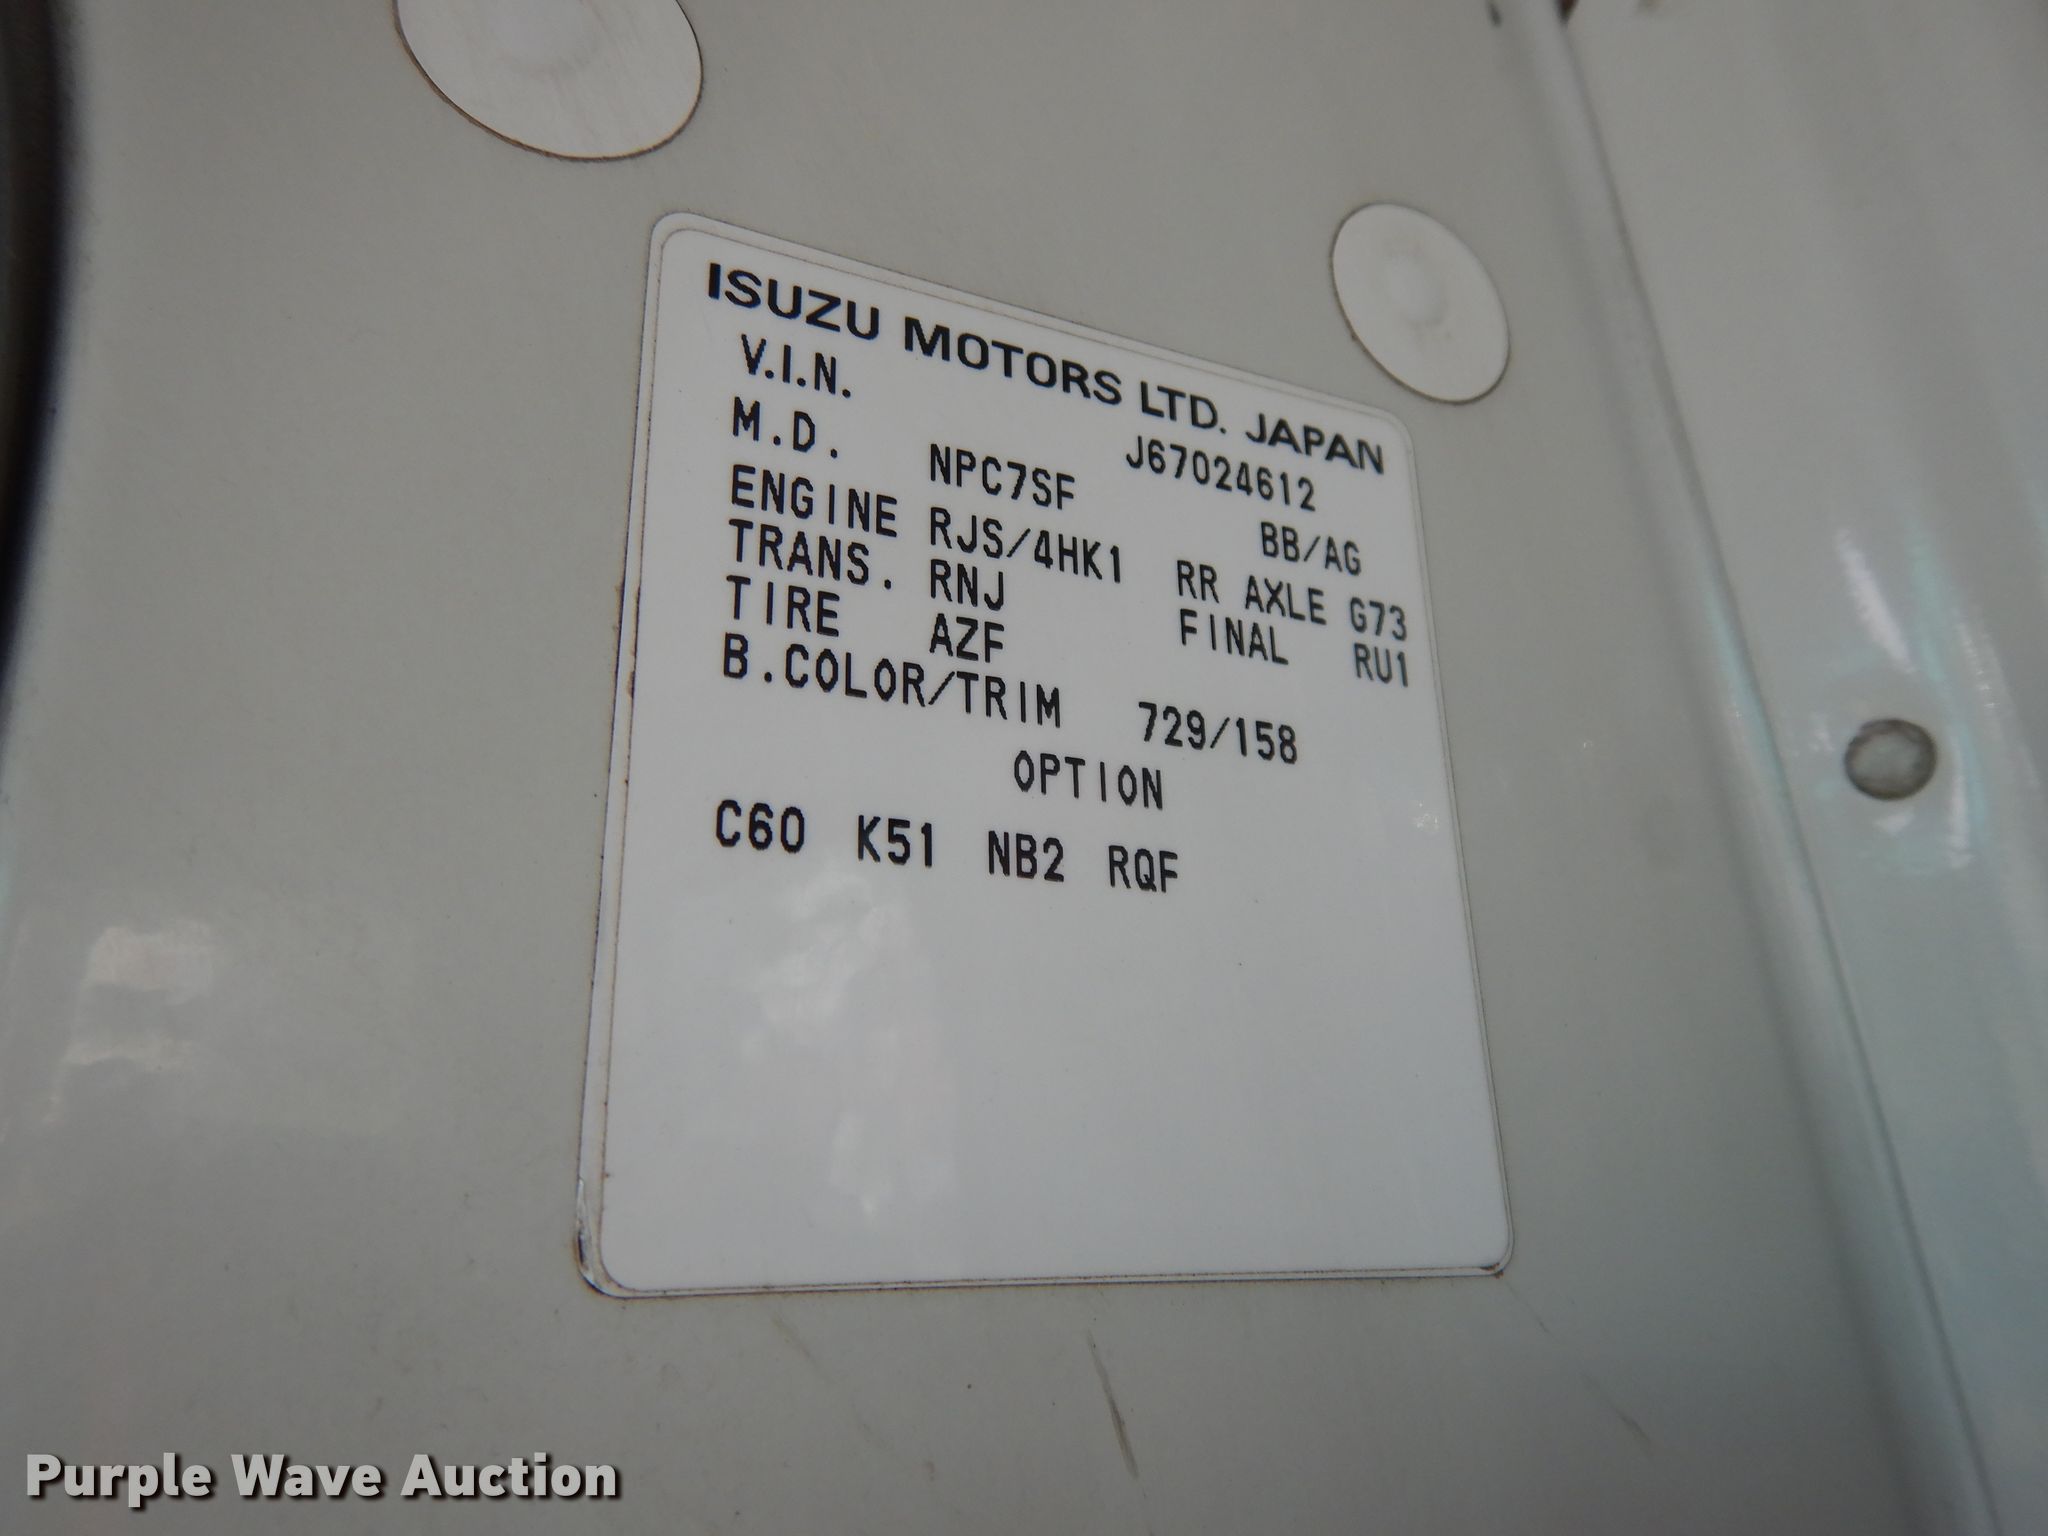 ISUZU MOTORS LTD. JAPAN
V.I.N. J67024612
M.D. NPC7SF BB/AG
ENGINE RJS/4HK1 RR AXLE G73
TRANS. RNJ FINAL RU1
TIRE AZF
B.COLOR/TRIM 729/158
OPTION
C60 K51 NB2 RQF
Purple Wave Auction